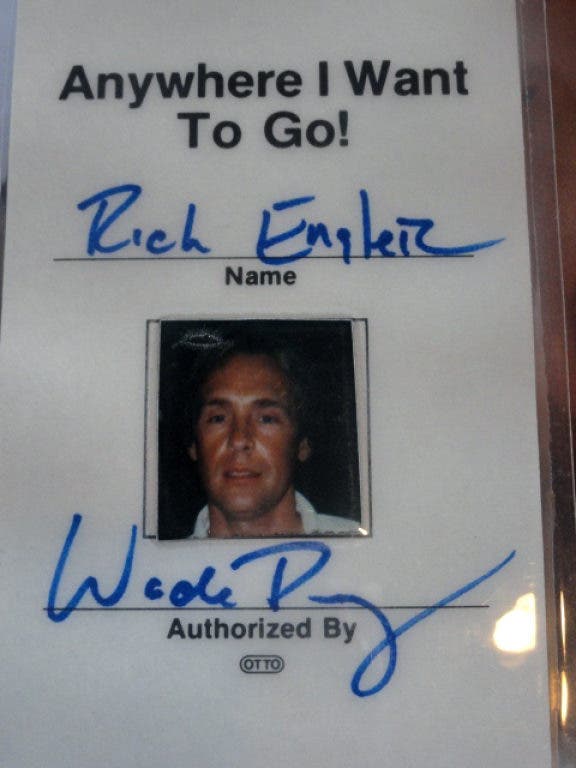 Anywhere I Want
To Go!
Rich Engler
Name
Wade
Authorized By
OTTO